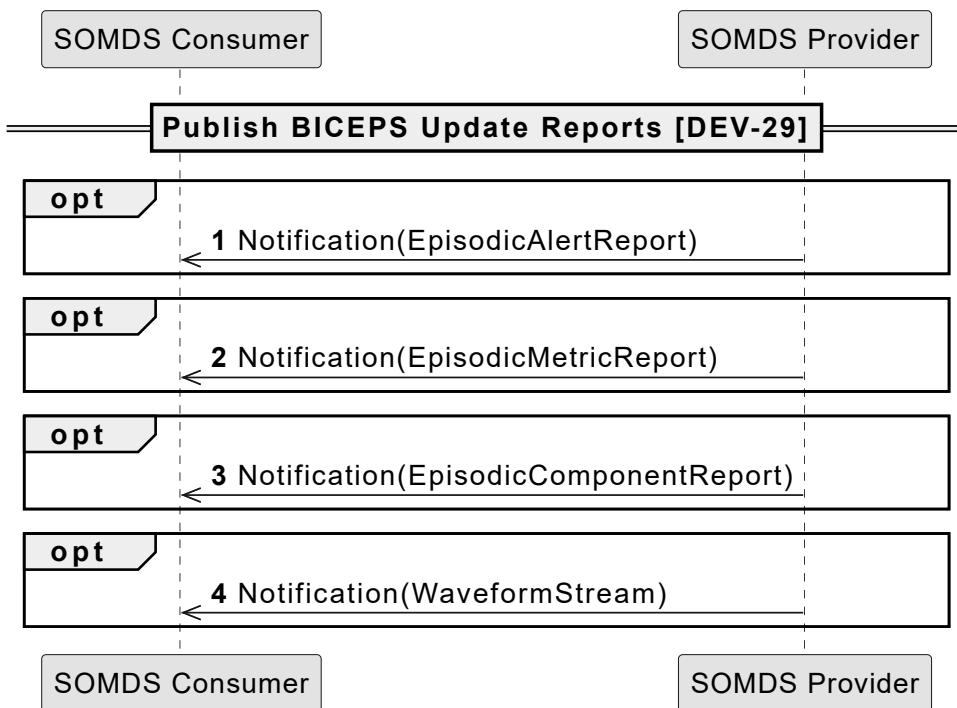 SOMDS Consumer SOMDS Provider
Publish BICEPS Update Reports [DEV-29]
opt
1 Notification(EpisodicAlertReport)
opt
2 Notification(EpisodicMetricReport)
opt
3 Notification(EpisodicComponentReport)
opt
4 Notification(WaveformStream)
SOMDS Consumer SOMDS Provider